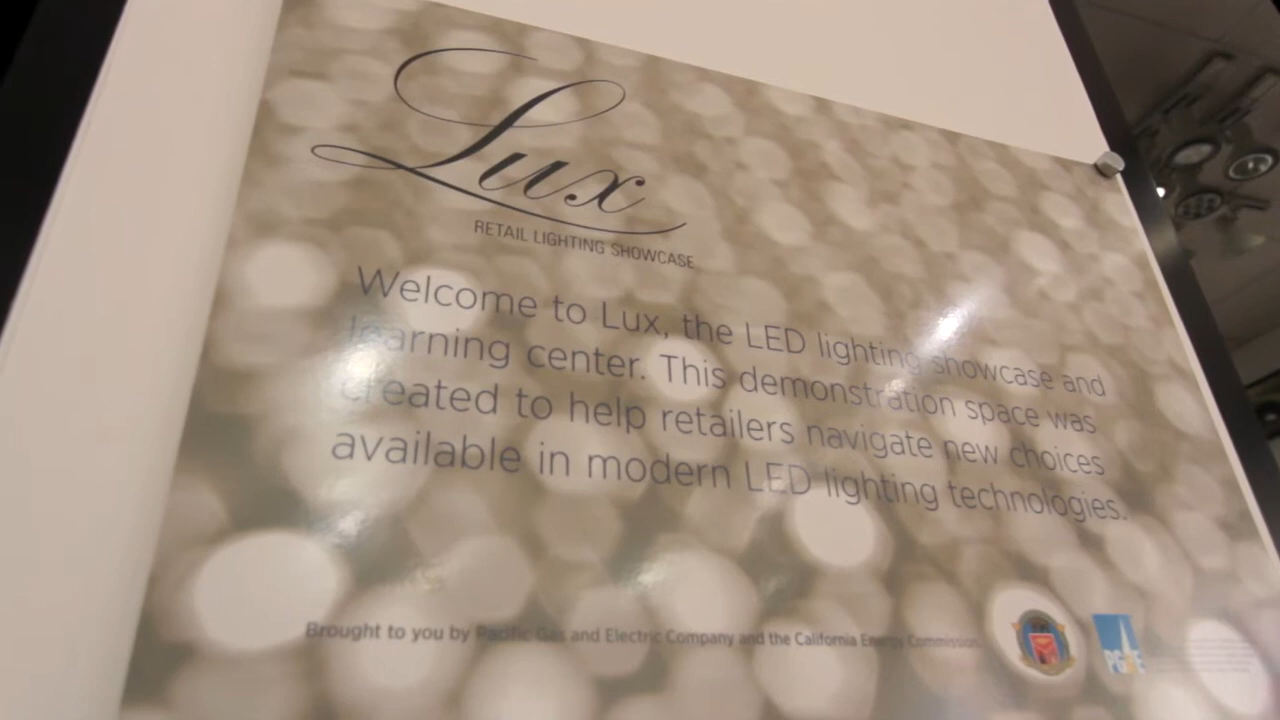 Lux
RETAIL LIGHTING SHOWCASE
Welcome to Lux, the LED lighting showcase and
learning center. This demonstration space was
created to help retailers navigate new choices
available in modern LED lighting technologies.
Brought to you by Pacific Gas and Electric Company and the California Energy Commission
PG&E